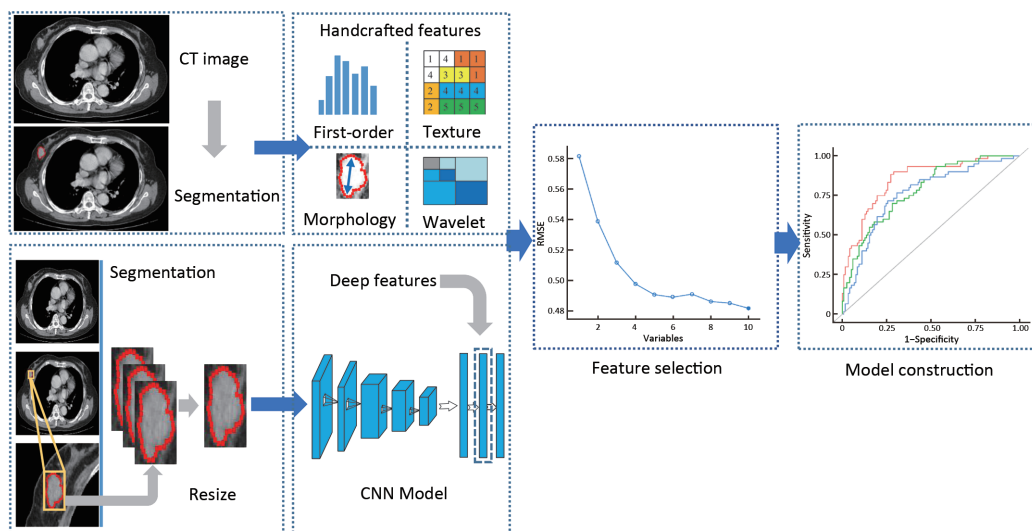 CT image
Segmentation
Handcrafted features
First-order
1 4 1 1
4 3 3 1
2 4 4 4
2 5 5 5
Texture
Morphology
Wavelet
Segmentation
Resize
Deep features
CNN Model
RMSE
0.58
0.56
0.54
0.52
0.50
0.48
2 4 6 8 10
Variables
Feature selection
Sensitivity
1.00
0.75
0.50
0.25
0
0 0.25 0.50 0.75 1.00
1−Specificity
Model construction